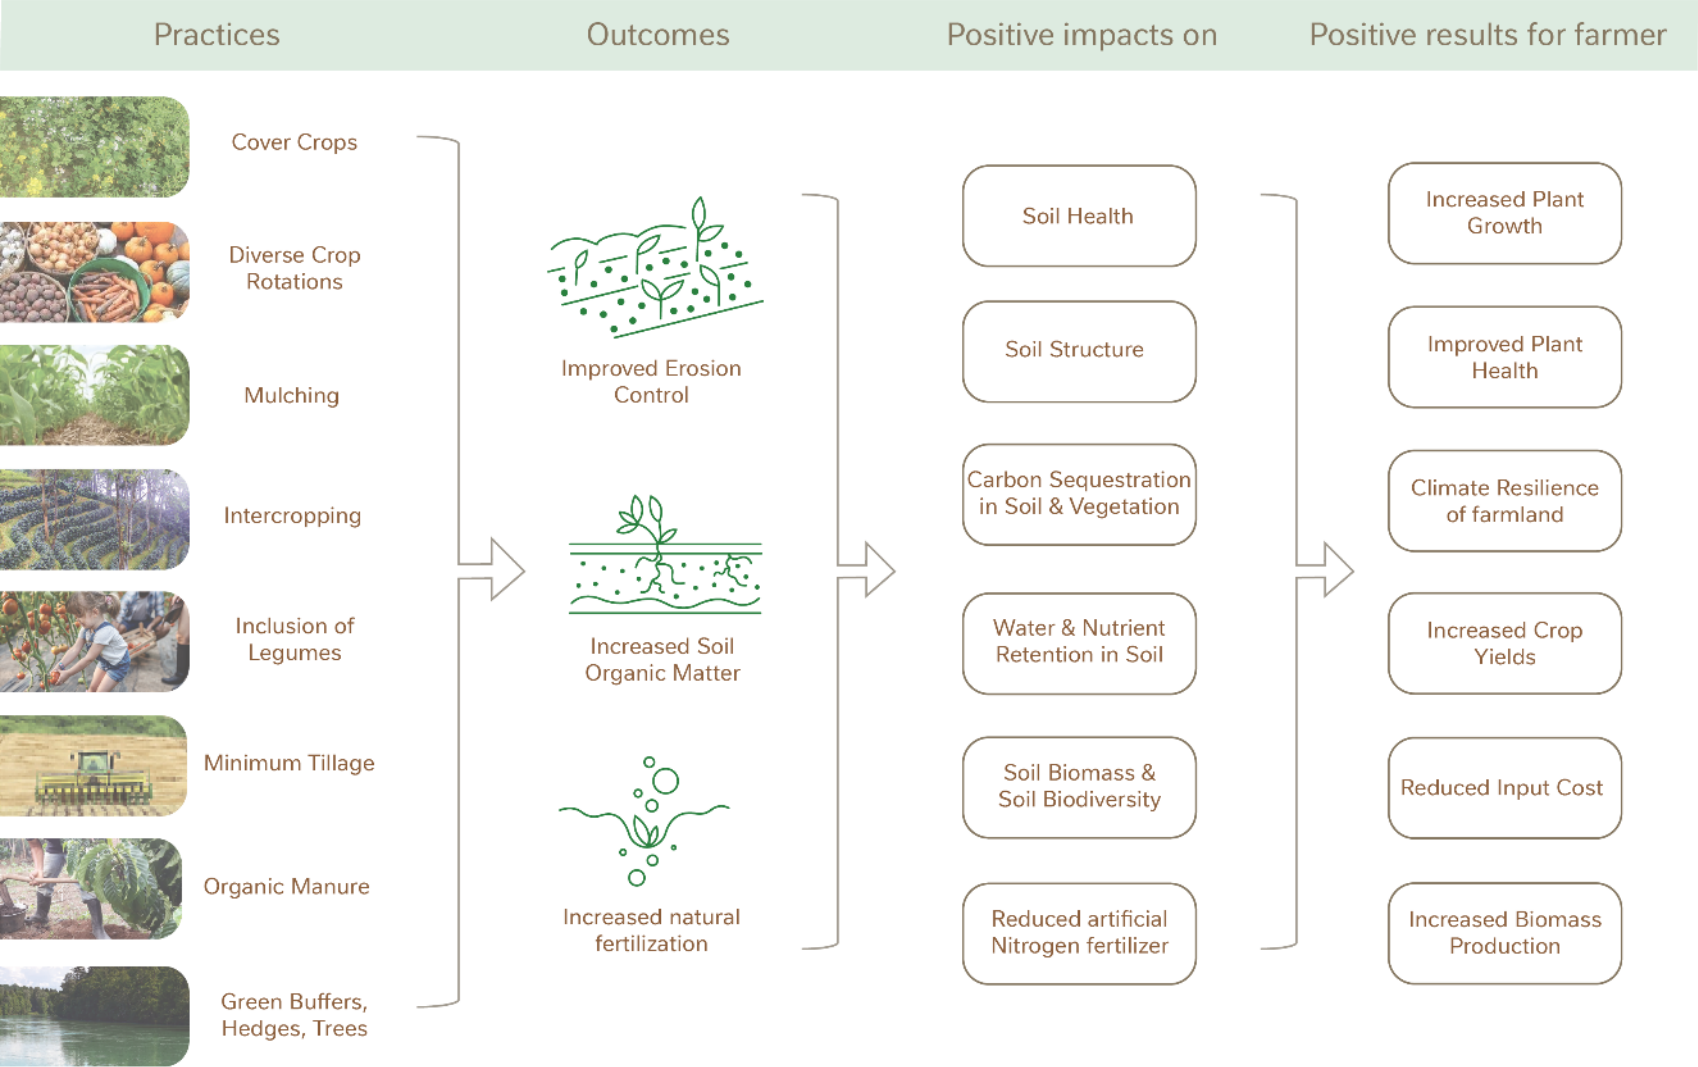 Practices
Outcomes
Positive impacts on
Positive results for farmer
Cover Crops
Diverse Crop
Rotations
Mulching
Intercropping
Inclusion of
Legumes
Minimum Tillage
Organic Manure
Green Buffers,
Hedges, Trees
Improved Erosion
Control
Increased Soil
Organic Matter
Increased natural
fertilization
Soil Health
Soil Structure
Carbon Sequestration
in Soil & Vegetation
Water & Nutrient
Retention in Soil
Soil Biomass &
Soil Biodiversity
Reduced artificial
Nitrogen fertilizer
Increased Plant
Growth
Improved Plant
Health
Climate Resilience
of farmland
Increased Crop
Yields
Reduced Input Cost
Increased Biomass
Production